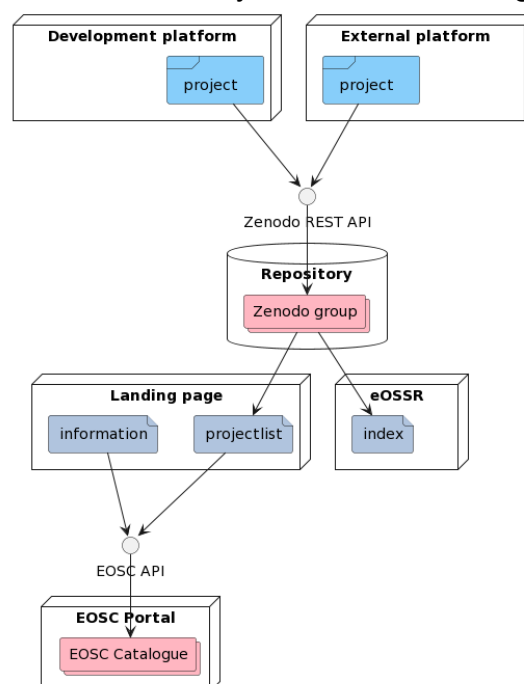 Development platform
External platform
project
project
Zenodo REST API
Repository
Zenodo group
Landing page
eOSSR
information
projectlist
index
EOSC API
EOSC Portal
EOSC Catalogue